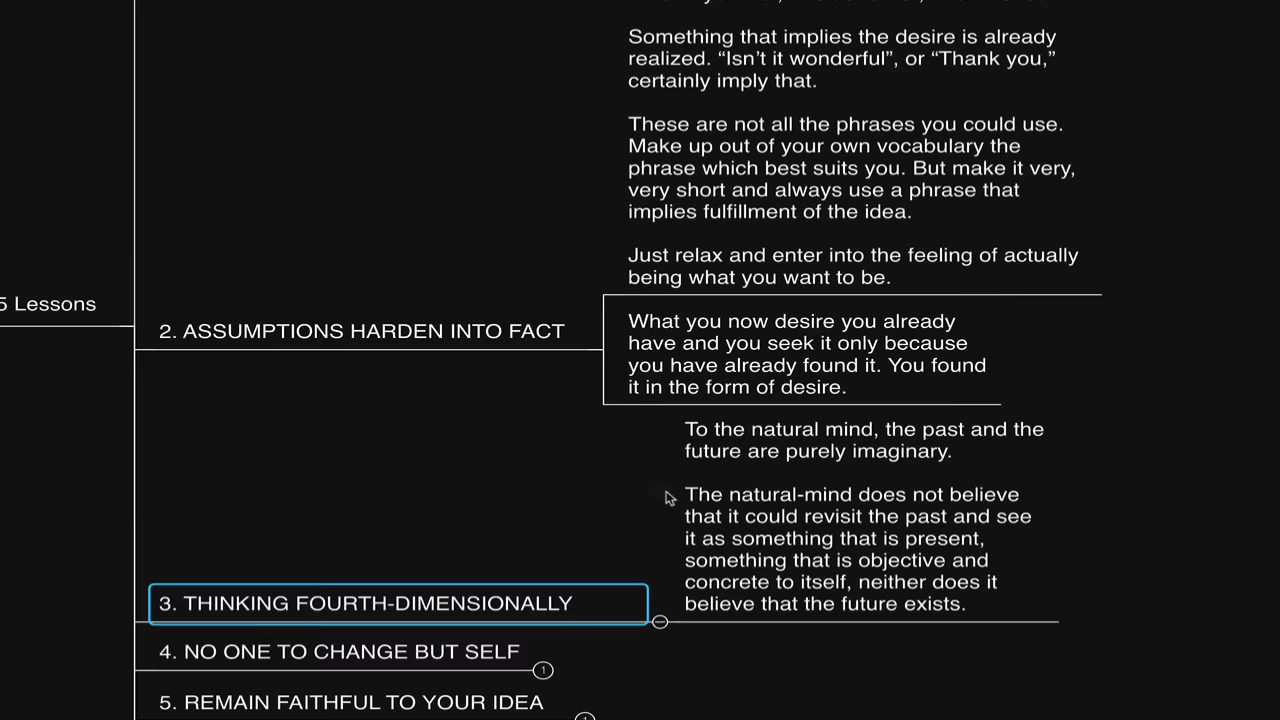 Something that implies the desire is already
realized. “Isn’t it wonderful”, or “Thank you,”
certainly imply that.
These are not all the phrases you could use.
Make up out of your own vocabulary the
phrase which best suits you. But make it very,
very short and always use a phrase that
implies fulfillment of the idea.
Just relax and enter into the feeling of actually
being what you want to be.
5 Lessons
2. ASSUMPTIONS HARDEN INTO FACT
What you now desire you already
have and you seek it only because
you have already found it. You found
it in the form of desire.
To the natural mind, the past and the
future are purely imaginary.
The natural-mind does not believe
that it could revisit the past and see
it as something that is present,
something that is objective and
concrete to itself, neither does it
believe that the future exists.
3. THINKING FOURTH-DIMENSIONALLY
4. NO ONE TO CHANGE BUT SELF
1
5. REMAIN FAITHFUL TO YOUR IDEA